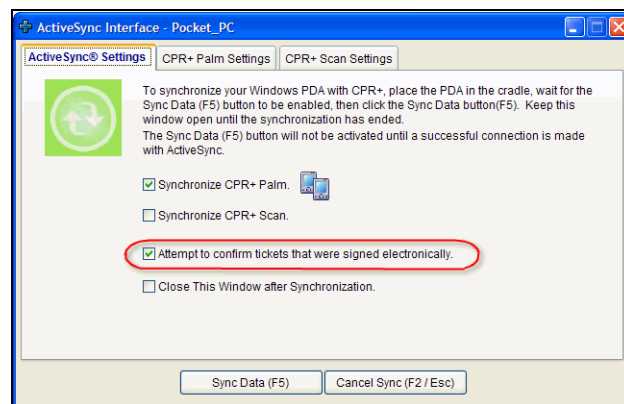 ActiveSync Interface - Pocket_PC
ActiveSync® Settings CPR+ Palm Settings CPR+ Scan Settings
To synchronize your Windows PDA with CPR+, place the PDA in the cradle, wait for the
Sync Data (F5) button to be enabled, then click the Sync Data button(F5). Keep this
window open until the synchronization has ended.
The Sync Data (F5) button will not be activated until a successful connection is made
with ActiveSync.
Synchronize CPR+ Palm.
Synchronize CPR+ Scan.
Attempt to confirm tickets that were signed electronically.
Close This Window after Synchronization.
Sync Data (F5) Cancel Sync (F2 / Esc)